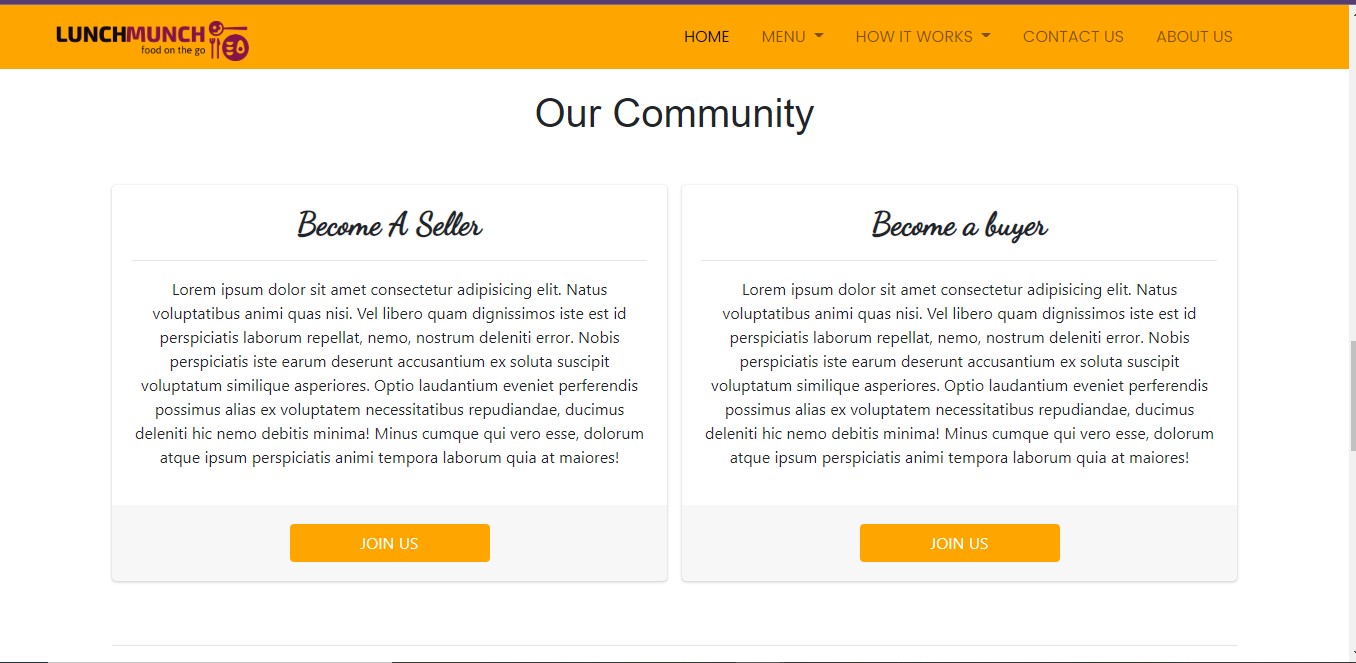 LUNCHMUNCH
food on the go
HOME MENU HOW IT WORKS CONTACT US ABOUT US
Our Community
Become A Seller
Lorem ipsum dolor sit amet consectetur adipisicing elit. Natus
voluptatibus animi quas nisi. Vel libero quam dignissimos iste est id
perspiciatis laborum repellat, nemo, nostrum deleniti error. Nobis
perspiciatis iste earum deserunt accusantium ex soluta suscipit
voluptatum similique asperiores. Optio laudantium eveniet perferendis
possimus alias ex voluptatem necessitatibus repudiandae, ducimus
deleniti hic nemo debitis minima! Minus cumque qui vero esse, dolorum
atque ipsum perspiciatis animi tempora laborum quia at maiores!
JOIN US
Become a buyer
Lorem ipsum dolor sit amet consectetur adipisicing elit. Natus
voluptatibus animi quas nisi. Vel libero quam dignissimos iste est id
perspiciatis laborum repellat, nemo, nostrum deleniti error. Nobis
perspiciatis iste earum deserunt accusantium ex soluta suscipit
voluptatum similique asperiores. Optio laudantium eveniet perferendis
possimus alias ex voluptatem necessitatibus repudiandae, ducimus
deleniti hic nemo debitis minima! Minus cumque qui vero esse, dolorum
atque ipsum perspiciatis animi tempora laborum quia at maiores!
JOIN US